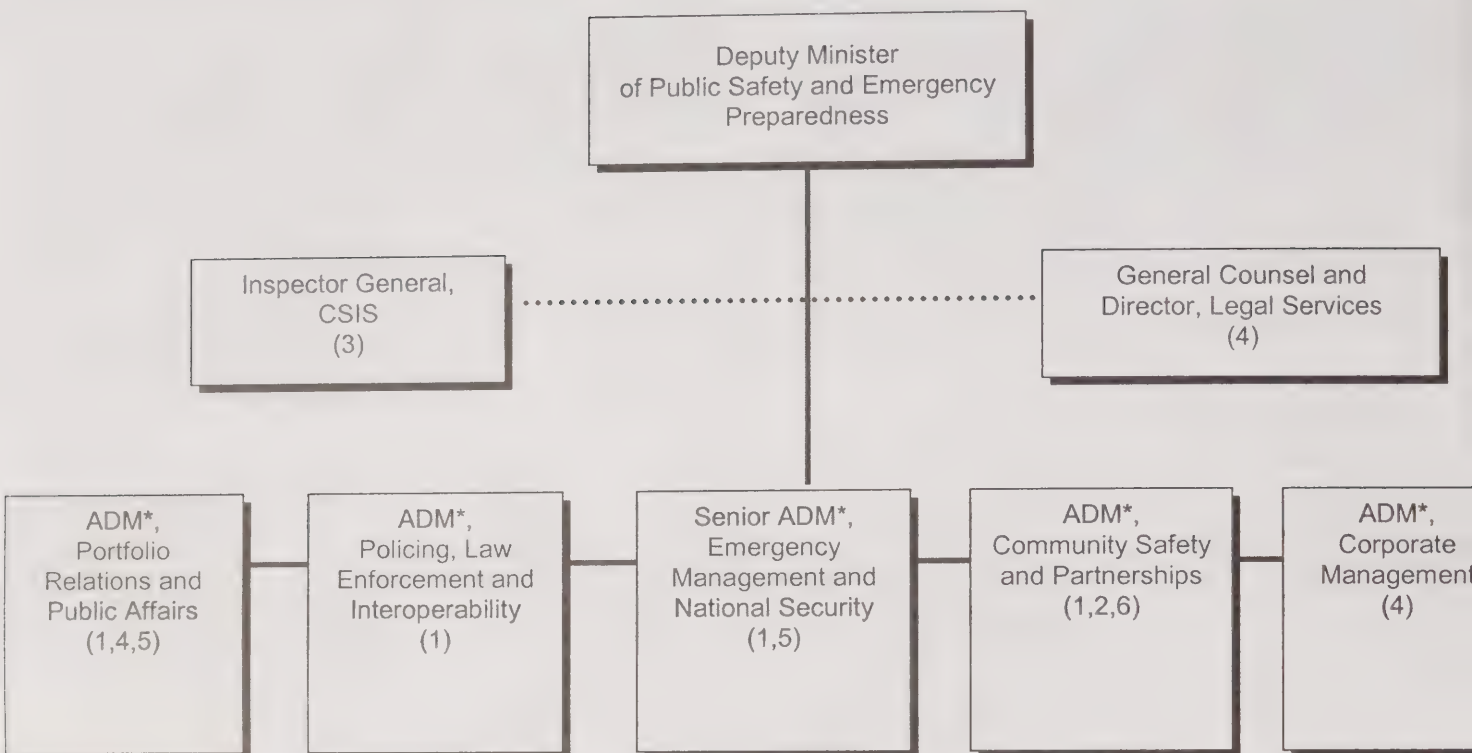 Deputy Minister
of Public Safety and Emergency
Preparedness
Inspector General,
CSIS
(3)
General Counsel and
Director, Legal Services
(4)
ADM*,
Portfolio
Relations and
Public Affairs
(1,4,5)
ADM*,
Policing, Law
Enforcement and
Interoperability
(1)
Senior ADM*,
Emergency
Management and
National Security
(1,5)
ADM*,
Community Safety
and Partnerships
(1,2,6)
ADM*,
Corporate
Management
(4)